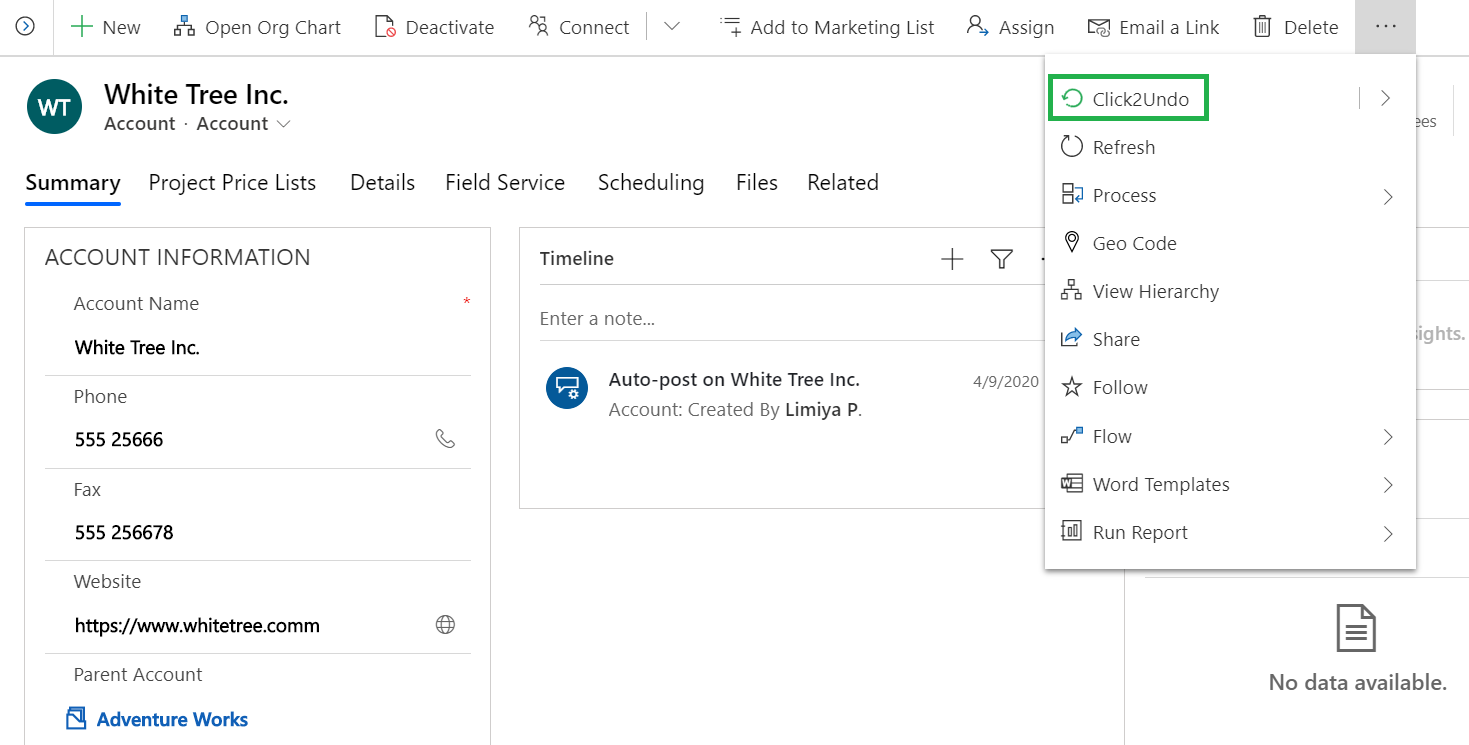 New Open Org Chart Deactivate Connect Add to Marketing List Assign Email a Link Delete ...
WT
White Tree Inc.
Account · Account
Summary Project Price Lists Details Field Service Scheduling Files Related
ACCOUNT INFORMATION
Account Name *
White Tree Inc.
Phone
555 25666
Fax
555 256678
Website
https://www.whitetree.comm
Parent Account
Adventure Works
Timeline
Enter a note...
Auto-post on White Tree Inc. 4/9/2020
Account: Created By Limiya P.
Click2Undo
Refresh
Process
Geo Code
View Hierarchy
Share
Follow
Flow
Word Templates
Run Report
No data available.